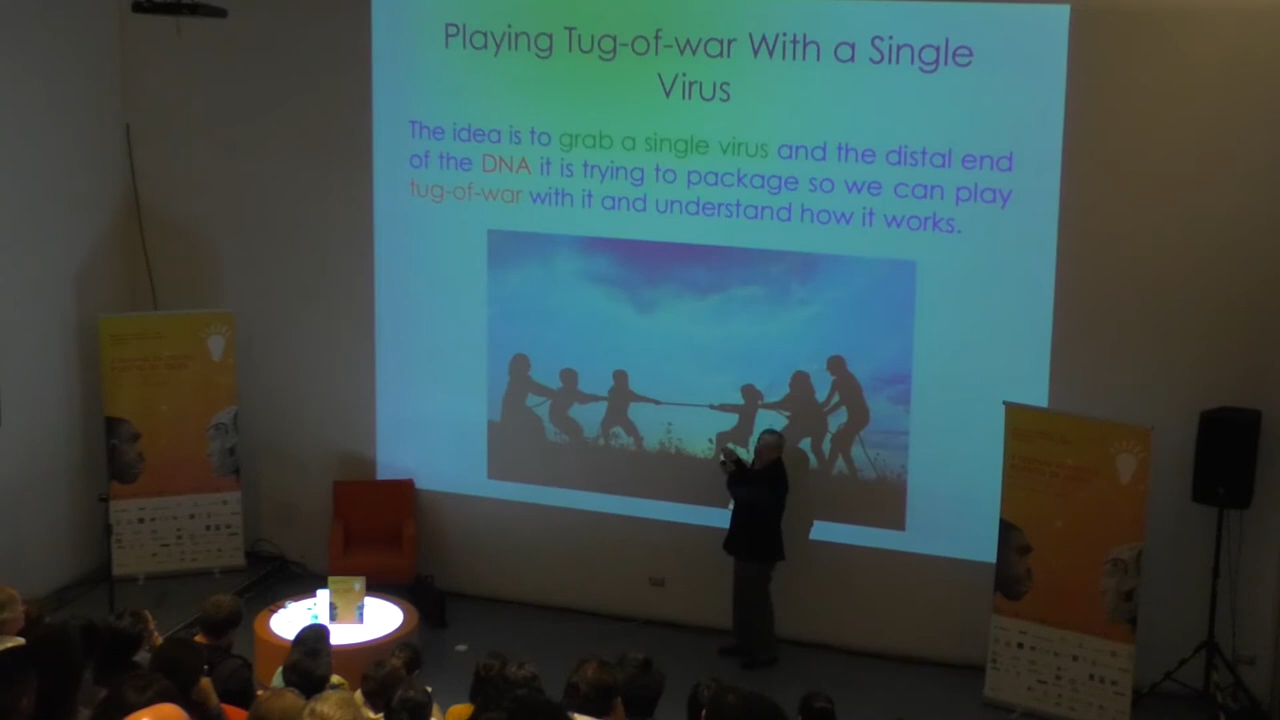 Playing Tug-of-war With a Single
Virus
The idea is to grab a single virus and the distal end
of the DNA it is trying to package so we can play
tug-of-war with it and understand how it works.